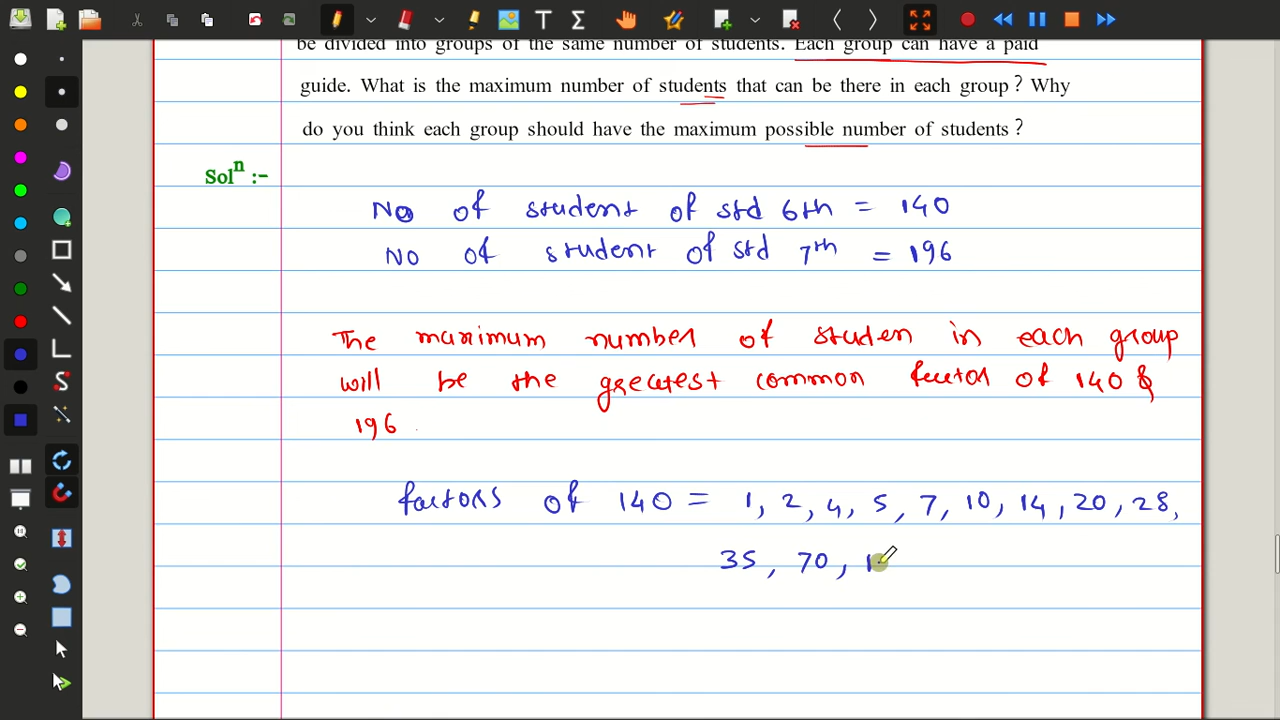 be divided into groups of the same number of students. Each group can have a paid
guide. What is the maximum number of students that can be there in each group? Why
do you think each group should have the maximum possible number of students?
Solⁿ :-
No of student of std 6th = 140
No of student of std 7th = 196
The maximum number of studen in each group
will be the greatest common factor of 140 &
196.
factors of 140 = 1, 2, 4, 5, 7, 10, 14, 20, 28,
35, 70, 1